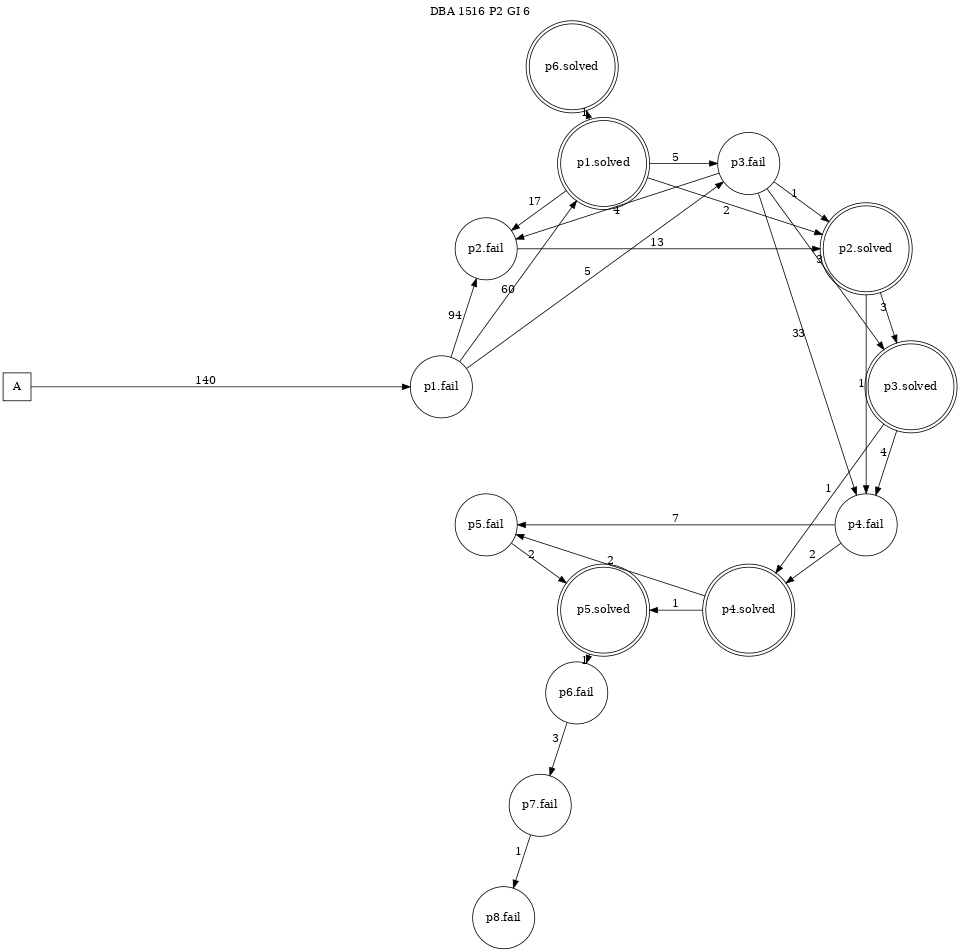 DBA 1516 P2 GI 6
p6.solved
1
p1.solved
5
p3.fail
17
4
2
1
p2.fail
13
p2.solved
5
3
60
3
94
33
A
140
p1.fail
1
p3.solved
4
1
p5.fail
7
p4.fail
2
2
2
p5.solved
1
p4.solved
1
p6.fail
3
p7.fail
1
p8.fail